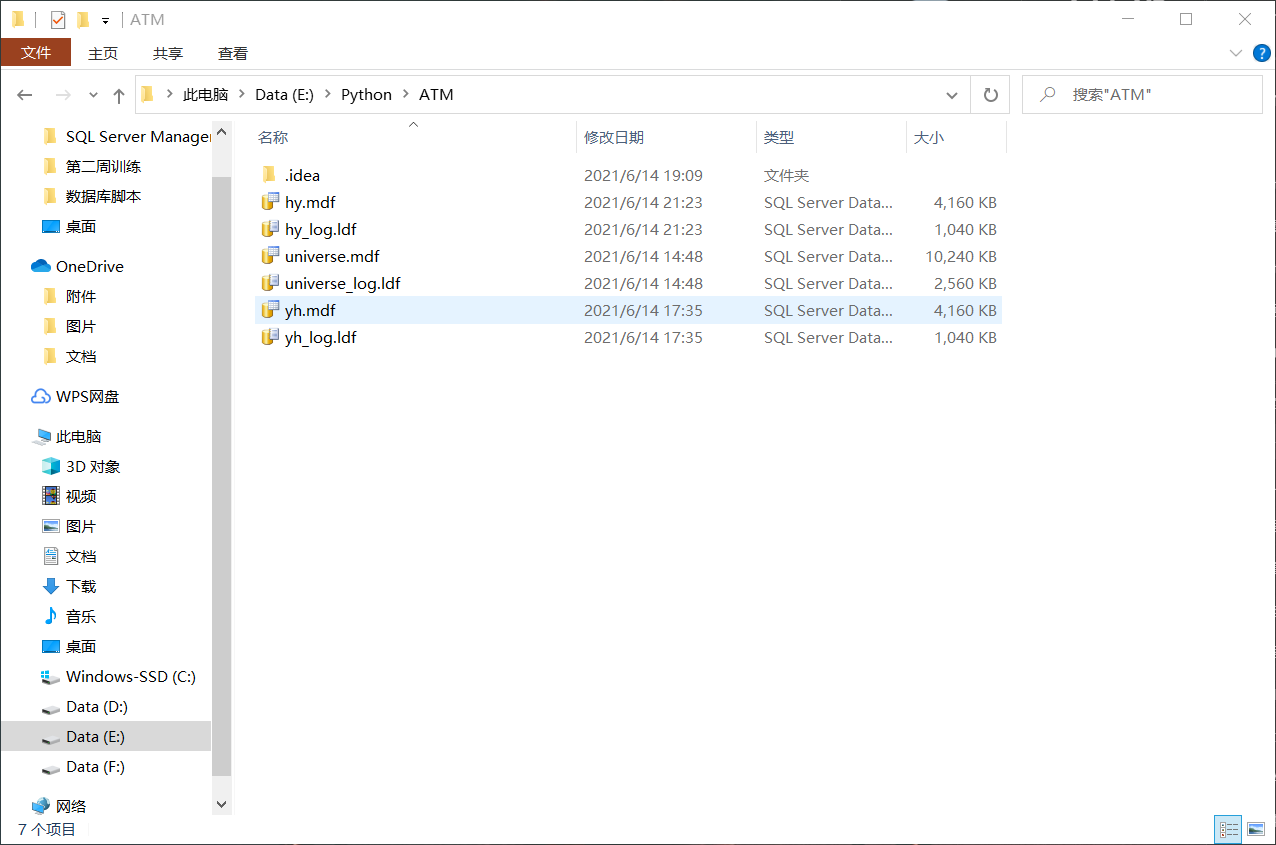 ATM
文件 主页 共享 查看
此电脑 Data (E:) Python ATM 搜索"ATM"
名称 修改日期 类型 大小
.idea 2021/6/14 19:09 文件夹
hy.mdf 2021/6/14 21:23 SQL Server Data... 4,160 KB
hy_log.ldf 2021/6/14 21:23 SQL Server Data... 1,040 KB
universe.mdf 2021/6/14 14:48 SQL Server Data... 10,240 KB
universe_log.ldf 2021/6/14 14:48 SQL Server Data... 2,560 KB
yh.mdf 2021/6/14 17:35 SQL Server Data... 4,160 KB
yh_log.ldf 2021/6/14 17:35 SQL Server Data... 1,040 KB
SQL Server Manager
第二周训练
数据库脚本
桌面
OneDrive
附件
图片
文档
WPS网盘
此电脑
3D 对象
视频
图片
文档
下载
音乐
桌面
Windows-SSD (C:)
Data (D:)
Data (E:)
Data (F:)
网络
7 个项目